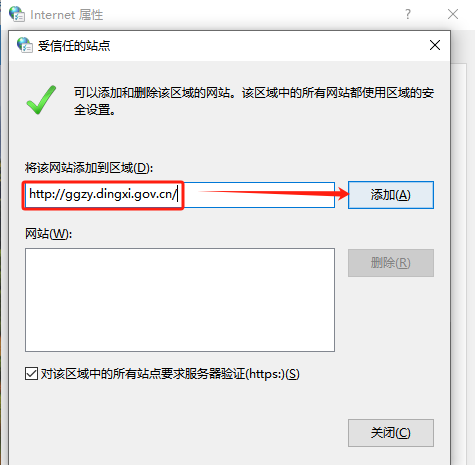 Internet 属性
受信任的站点
可以添加和删除该区域的网站。该区域中的所有网站都使用区域的安
全设置。
将该网站添加到区域(D):
http://ggzy.dingxi.gov.cn/
添加(A)
网站(W):
删除(R)
对该区域中的所有站点要求服务器验证(https:)(S)
关闭(C)